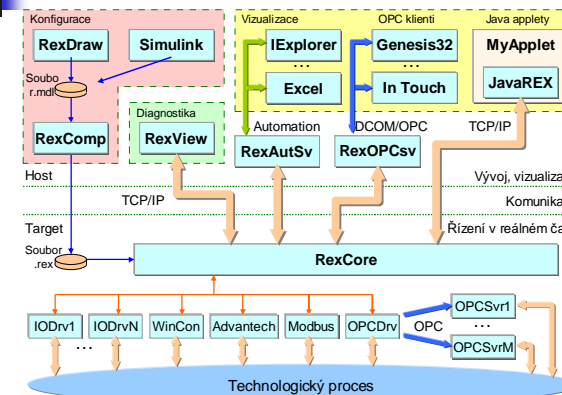 Konfigurace
RexDraw
Simulink
Soubo
r.mdl
RexComp
Diagnostika
RexView
Vizualizace
OPC klienti
Java applety
IExplorer
...
Excel
Genesis32
...
In Touch
MyApplet
JavaREX
Automation
DCOM/OPC
TCP/IP
RexAutSv
RexOPCsv
Host
Vývoj, vizualiza
TCP/IP
Komunika
Target
Řízení v reálném ča
Soubor
.rex
RexCore
IODrv1
...
IODrvN
WinCon
Advantech
Modbus
OPCDrv
OPC
OPCSvr1
...
OPCSvrM
Technologický proces